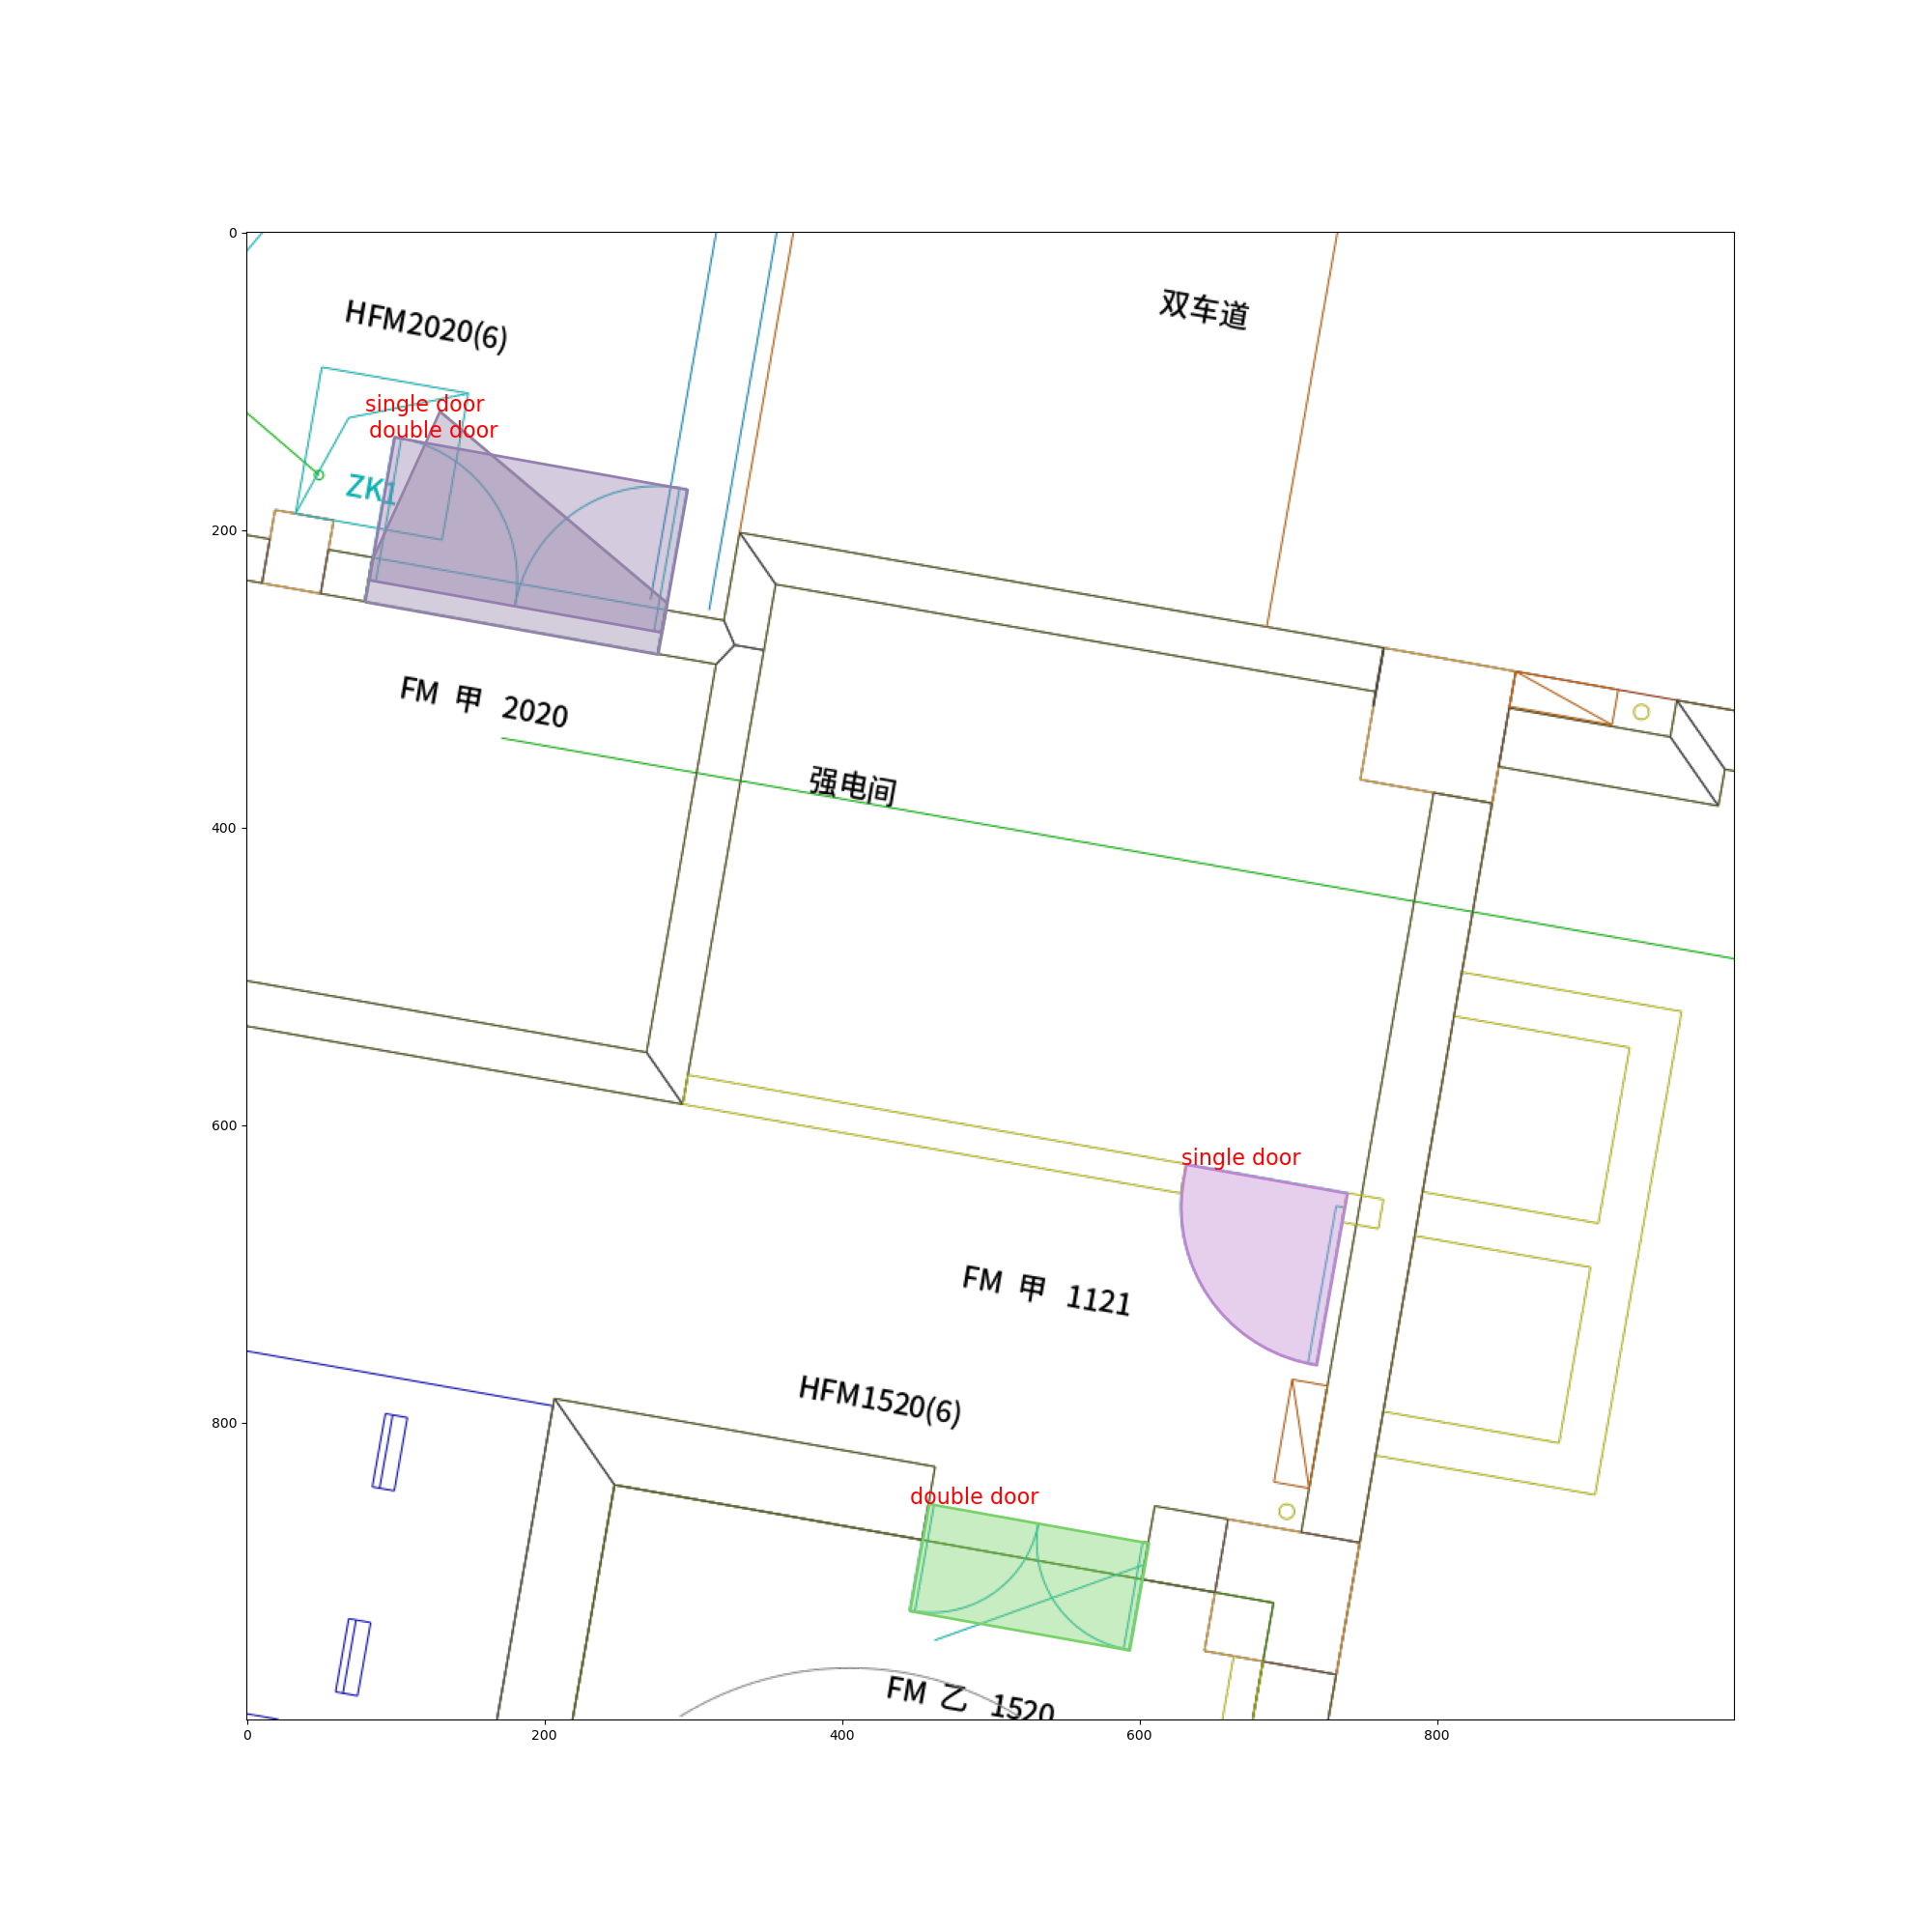 0
双车道
HFM2020(6)
single door
double door
ZK1
200
FM 甲 2020
强电间
400
600
single door
FM 甲 1121
HFM1520(6)
800
double door
FM 乙 1520
0 200 400 600 800